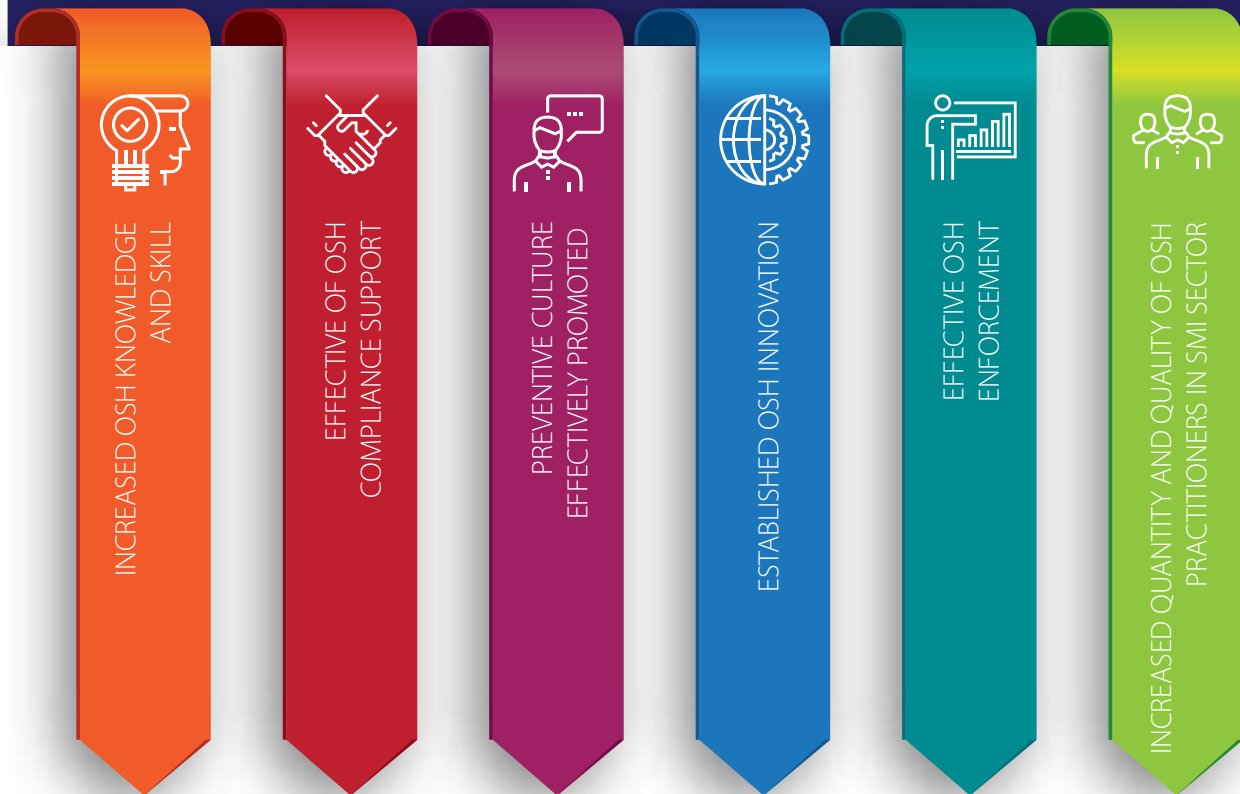 INCREASED OSH KNOWLEDGE
AND SKILL
EFFECTIVE OF OSH
COMPLIANCE SUPPORT
PREVENTIVE CULTURE
EFFECTIVELY PROMOTED
ESTABLISHED OSH INNOVATION
EFFECTIVE OSH
ENFORCEMENT
INCREASED QUANTITY AND QUALITY OF OSH
PRACTITIONERS IN SMI SECTOR